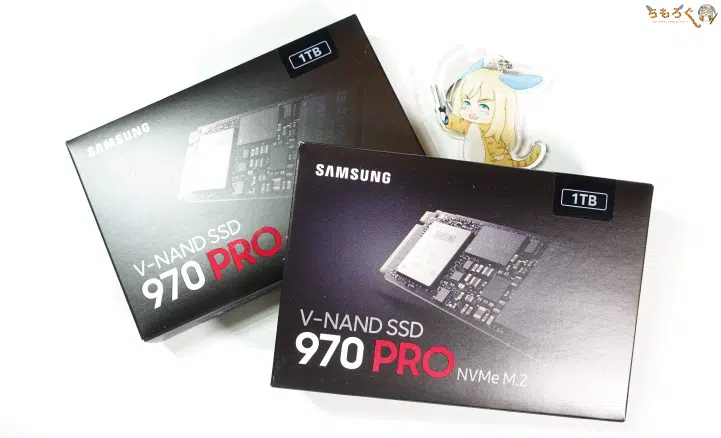 ちもろぐ
1TB
SAMSUNG
V-NAND SSD
970 PRO
SAMSUNG
1TB
V-NAND SSD
970 PRO
NVMe M.2